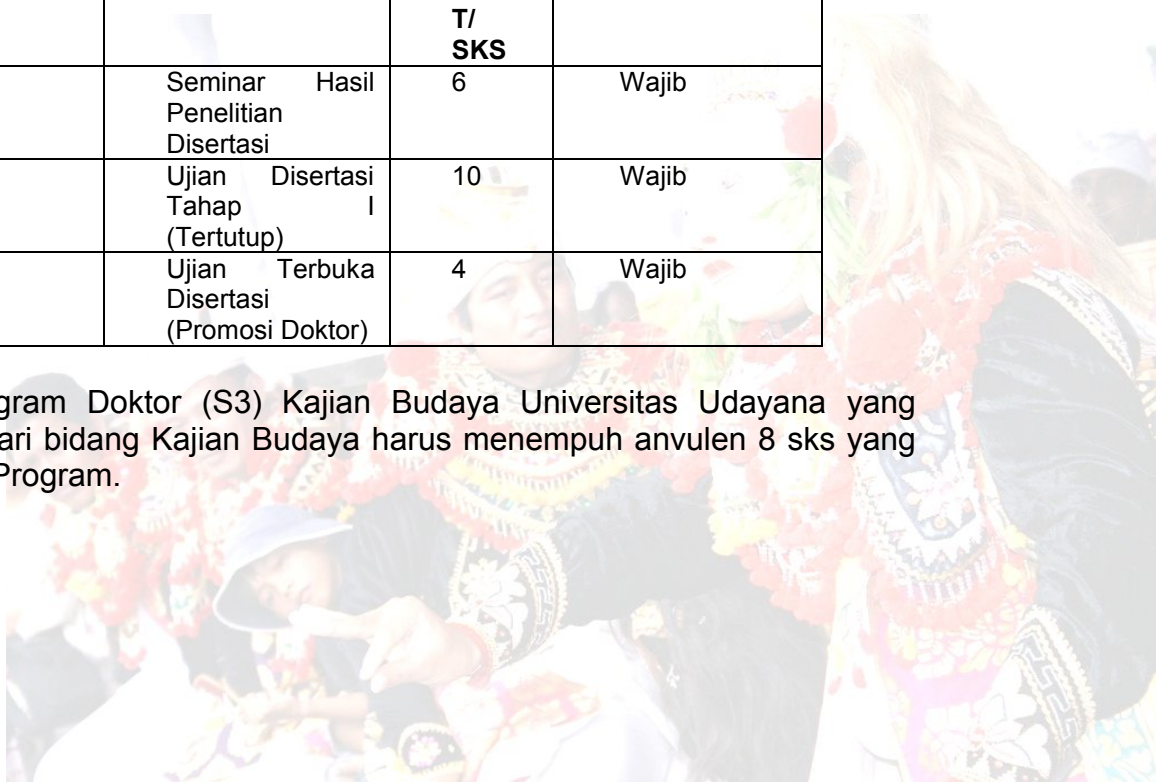 T/
SKS
Seminar Hasil 6 Wajib
Penelitian
Disertasi
Ujian Disertasi 10 Wajib
Tahap I
(Tertutup)
Ujian Terbuka 4 Wajib
Disertasi
(Promosi Doktor)
gram Doktor (S3) Kajian Budaya Universitas Udayana yang
ari bidang Kajian Budaya harus menempuh anvulen 8 sks yang
Program.